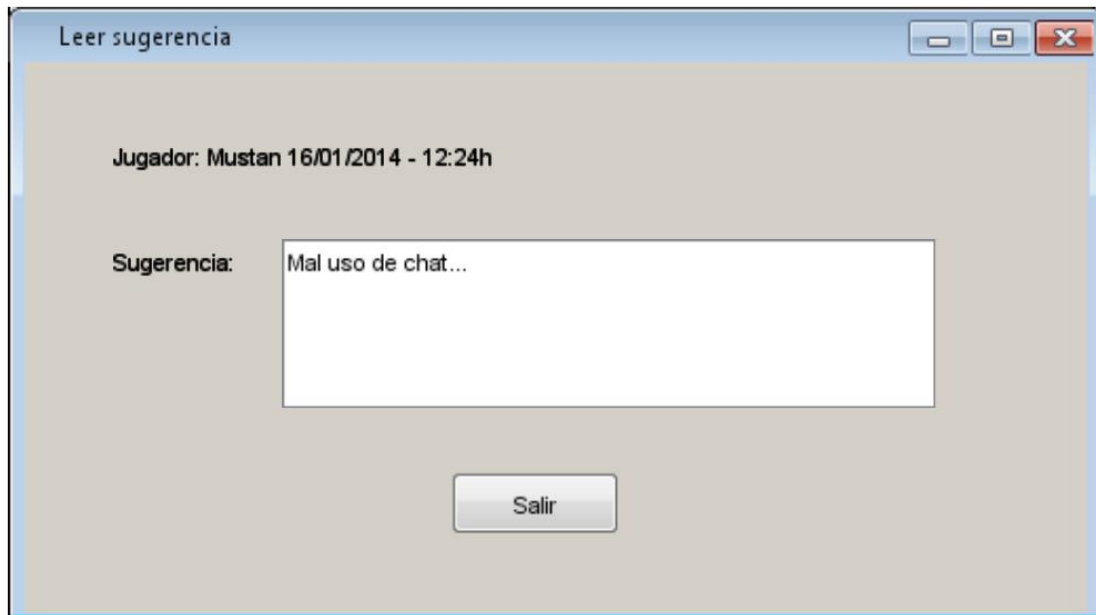 Leer sugerencia
Jugador: Mustan 16/01/2014 - 12:24h
Sugerencia: Mal uso de chat...
Salir